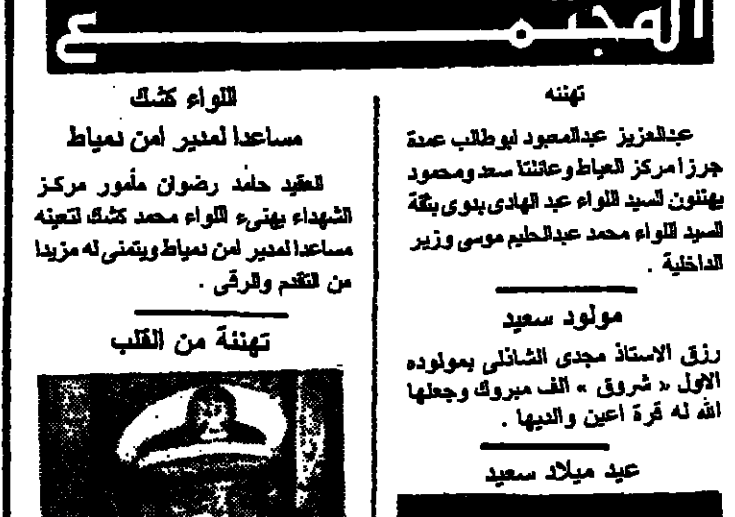 المجتمع
تهنئه
عبدالعزيز عبدالمعبود ابوطالب عمدة
جرزا مركز العياط وعائلتا سعد ومحمود
يهنئون السيد اللواء عبد الهادى بدوى بثقة
السيد اللواء محمد عبدالحليم موسى وزير
الداخلية .
مولود سعيد
رزق الاستاذ مجدى الشاذلى بمولوده
الاول « شروق » الف مبروك وجعلها
الله له قرة اعين والديها .
عيد ميلاد سعيد
اللواء كشك
مساعدا لمدير امن دمياط
العقيد حامد رضوان مأمور مركز
الشهداء يهنىء اللواء محمد كشك لتعينه
مساعدا لمدير امن دمياط ويتمنى له مزيدا
من التقدم والرقى .
تهنئة من القلب